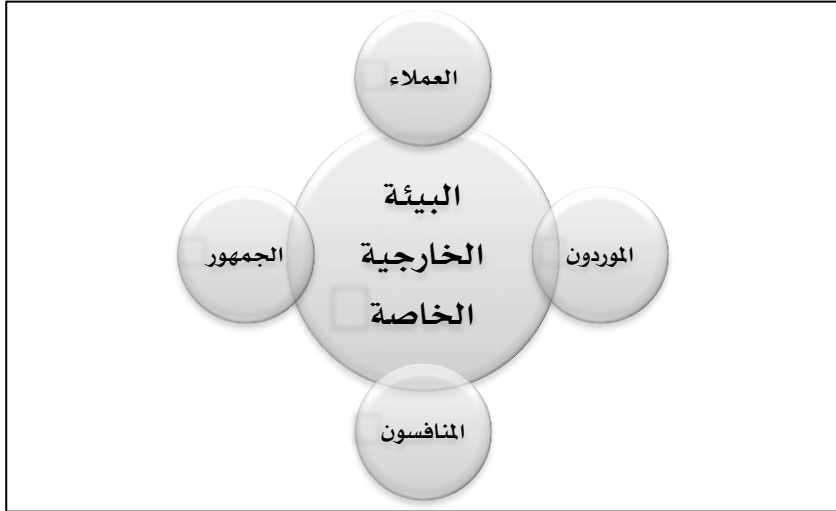 العملاء
البيئة
الخارجية
الخاصة
الموردون
الجمهور
المنافسون